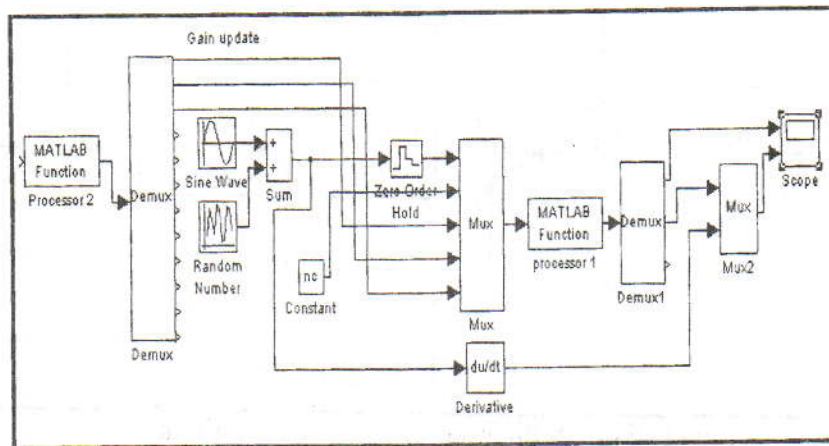 Gain update
MATLAB
Function
Processor 2
Demux
Demux
Sine Wave
Random
Number
+
+
Sum
nc
Constant
Zero-Order
Hold
Mux
Mux
du/dt
Derivative
MATLAB
Function
processor 1
Demux
Demux1
Mux
Mux2
Scope